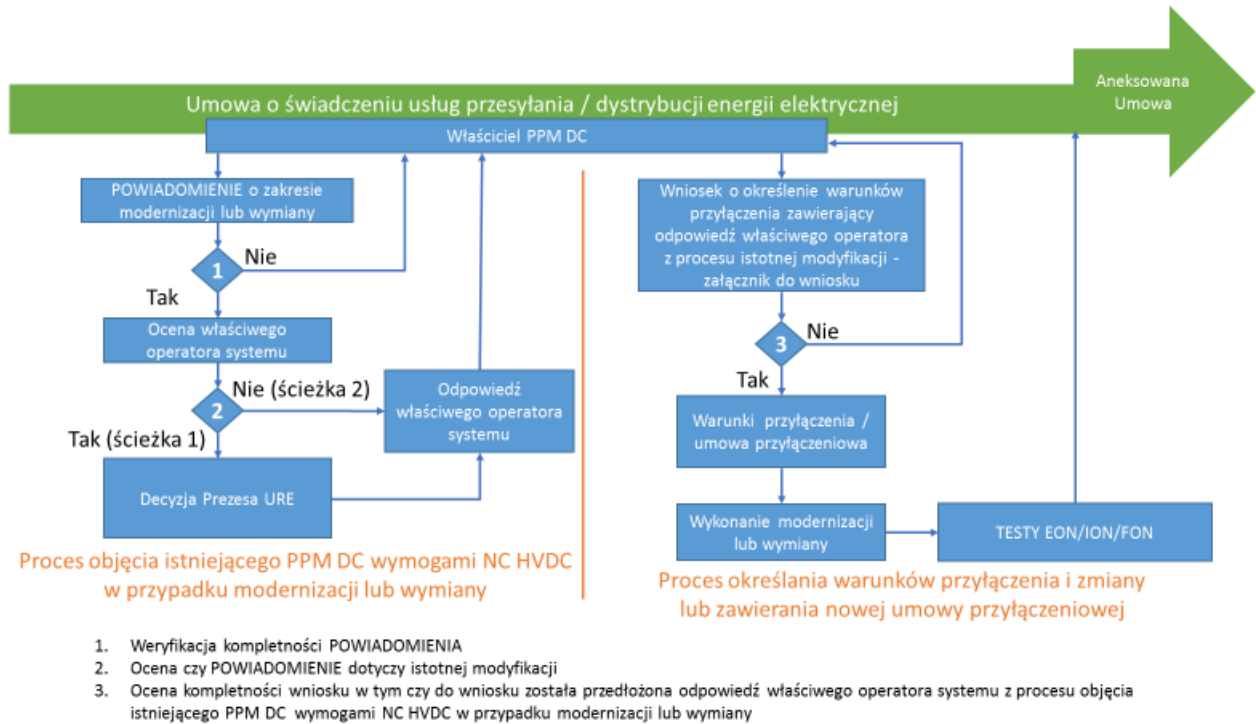 Umowa o świadczeniu usług przesyłania / dystrybucji energii elektrycznej
Aneksowana
Umowa
Właściciel PPM DC
POWIADOMIENIE o zakresie
modernizacji lub wymiany
1
Nie
Tak
Ocena właściwego
operatora systemu
2
Nie (ścieżka 2)
Tak (ścieżka 1)
Odpowiedź
właściwego operatora
systemu
Decyzja Prezesa URE
Proces objęcia istniejącego PPM DC wymogami NC HVDC
w przypadku modernizacji lub wymiany
Wniosek o określenie warunków
przyłączenia zawierający
odpowiedź właściwego operatora
z procesu istotnej modyfikacji -
załącznik do wniosku
3
Nie
Tak
Warunki przyłączenia /
umowa przyłączeniowa
Wykonanie modernizacji
lub wymiany
TESTY EON/ION/FON
Proces określania warunków przyłączenia i zmiany
lub zawierania nowej umowy przyłączeniowej
1. Weryfikacja kompletności POWIADOMIENIA
2. Ocena czy POWIADOMIENIE dotyczy istotnej modyfikacji
3. Ocena kompletności wniosku w tym czy do wniosku została przedłożona odpowiedź właściwego operatora systemu z procesu objęcia
istniejącego PPM DC wymogami NC HVDC w przypadku modernizacji lub wymiany